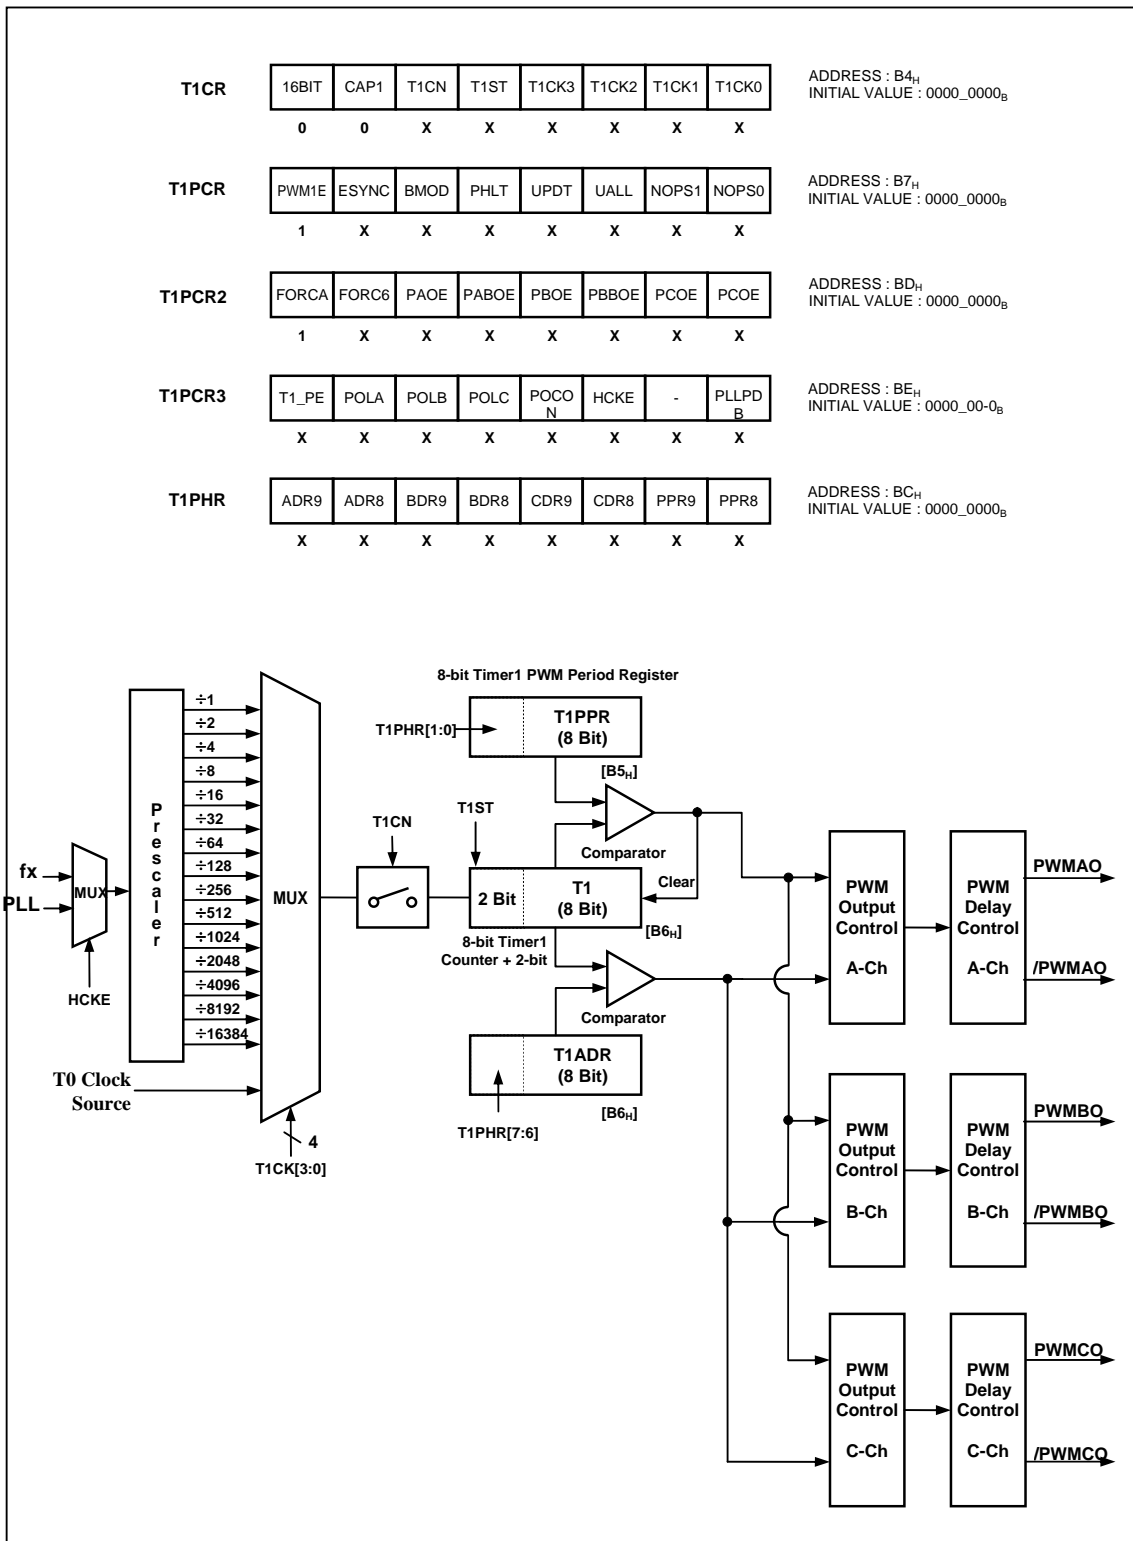 T1CR 16BIT CAP1 T1CN T1ST T1CK3 T1CK2 T1CK1 T1CK0 ADDRESS : B4H
INITIAL VALUE : 0000_0000B
0 0 X X X X X X
T1PCR PWM1E ESYNC BMOD PHLT UPDT UALL NOPS1 NOPS0 ADDRESS : B7H
INITIAL VALUE : 0000_0000B
1 X X X X X X X
T1PCR2 FORCA FORC6 PAOE PABOE PBOE PBBOE PCOE PCOE ADDRESS : BDH
INITIAL VALUE : 0000_0000B
1 X X X X X X X
T1PCR3 T1_PE POLA POLB POLC POCO
N HCKE - PLLPD
B ADDRESS : BEH
INITIAL VALUE : 0000_00-0B
X X X X X X X X
T1PHR ADR9 ADR8 BDR9 BDR8 CDR9 CDR8 PPR9 PPR8 ADDRESS : BCH
INITIAL VALUE : 0000_0000B
X X X X X X X X
fx
PLL
MUX
HCKE
Prescaler
÷1
÷2
÷4
÷8
÷16
÷32
÷64
÷128
÷256
÷512
÷1024
÷2048
÷4096
÷8192
÷16384
T0 Clock
Source
MUX
4
T1CK[3:0]
T1CN
T1ST
8-bit Timer1 PWM Period Register
T1PHR[1:0]
T1PPR
(8 Bit)
[B5H]
Comparator
Clear
2 Bit
T1
(8 Bit)
[B6H]
8-bit Timer1
Counter + 2-bit
Comparator
T1ADR
(8 Bit)
[B6H]
T1PHR[7:6]
PWM
Output
Control
A-Ch
PWM
Delay
Control
A-Ch
PWMAO
/PWMAO
PWM
Output
Control
B-Ch
PWM
Delay
Control
B-Ch
PWMBO
/PWMBO
PWM
Output
Control
C-Ch
PWM
Delay
Control
C-Ch
PWMCO
/PWMCO